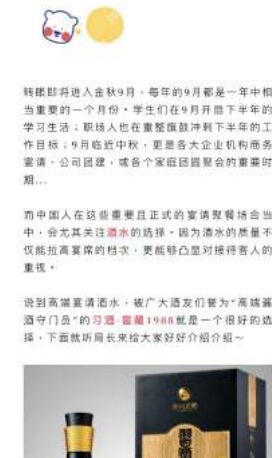 转眼即将进入金秋9月，每年的9月都是一年中相
当重要的一个月份。学生们在9月开启下半年的
学习生活；职场人也在重整旗鼓冲刺下半年的工
作目标；9月临近中秋，更是各大企业机构商务
宴请、公司团建，或各个家庭团圆聚会的重要时
期...
而中国人在这些重要且正式的宴请聚餐场合当
中，会尤其关注酒水的选择。因为酒水的质量不
仅能拉高宴席的档次，更能够凸显对接待客人的
重视。
说到高端宴请酒水，被广大酒友们誉为“高端酱
酒守门员”的习酒·窖藏1988就是一个很好的选
择，下面就听局长来给大家好好介绍介绍～